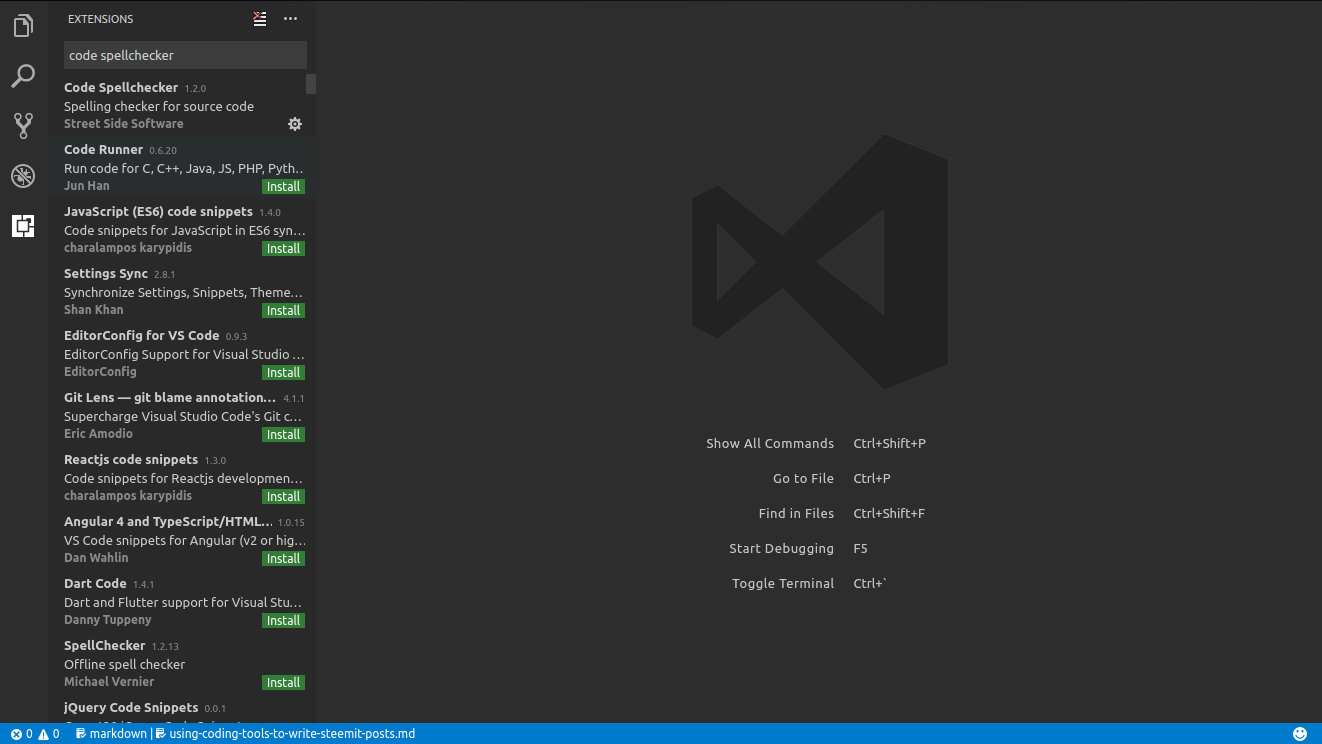 EXTENSIONS
code spellchecker
Code Spellchecker 1.2.0
Spelling checker for source code
Street Side Software
Code Runner 0.6.20
Run code for C, C++, Java, JS, PHP, Pyth...
Jun Han Install
JavaScript (ES6) code snippets 1.4.0
Code snippets for JavaScript in ES6 syn...
charalampos karypidis Install
Settings Sync 2.8.1
Synchronize Settings, Snippets, Theme...
Shan Khan Install
EditorConfig for VS Code 0.9.3
EditorConfig Support for Visual Studio ...
EditorConfig Install
Git Lens — git blame annotation... 4.1.1
Supercharge Visual Studio Code's Git c...
Eric Amodio Install
Reactjs code snippets 1.3.0
Code snippets for Reactjs developmen...
charalampos karypidis Install
Angular 4 and TypeScript/HTML... 1.0.15
VS Code snippets for Angular (v2 or hig...
Dan Wahlin Install
Dart Code 1.4.1
Dart and Flutter support for Visual Stu...
Danny Tuppeny Install
SpellChecker 1.2.13
Offline spell checker
Michael Vernier Install
jQuery Code Snippets 0.0.1
Show All Commands Ctrl+Shift+P
Go to File Ctrl+P
Find in Files Ctrl+Shift+F
Start Debugging F5
Toggle Terminal Ctrl+`
0 0 markdown | using-coding-tools-to-write-steemit-posts.md